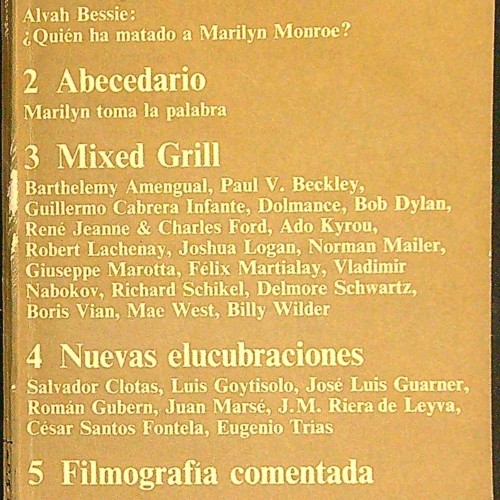 Alvah Bessie:
¿Quién ha matado a Marilyn Monroe?
2 Abecedario
Marilyn toma la palabra
3 Mixed Grill
Barthelemy Amengual, Paul V. Beckley,
Guillermo Cabrera Infante, Dolmance, Bob Dylan,
René Jeanne & Charles Ford, Ado Kyrou,
Robert Lachenay, Joshua Logan, Norman Mailer,
Giuseppe Marotta, Félix Martialay, Vladimir
Nabokov, Richard Schikel, Delmore Schwartz,
Boris Vian, Mae West, Billy Wilder
4 Nuevas elucubraciones
Salvador Clotas, Luis Goytisolo, José Luis Guarner,
Román Gubern, Juan Marsé, J.M. Riera de Leyva,
César Santos Fontela, Eugenio Trías
5 Filmografía comentada